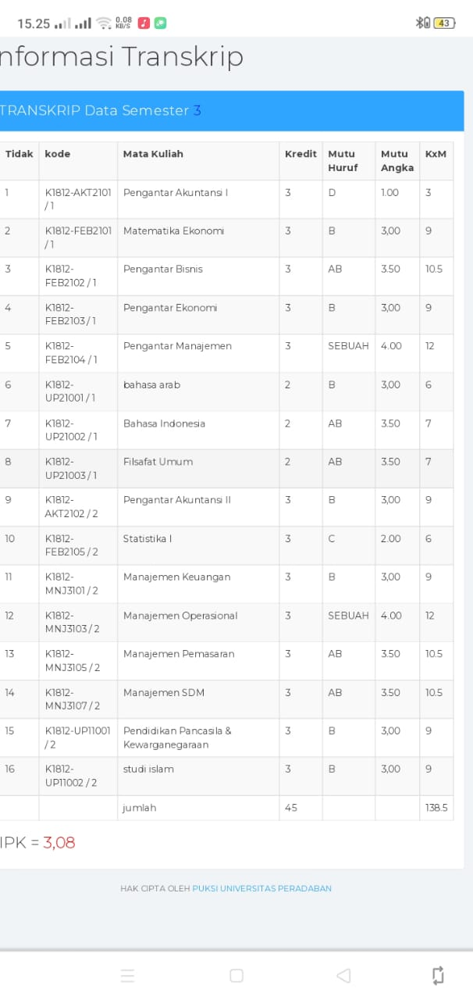 15.25 0.08 KB/S 43
nformasi Transkrip
TRANSKRIP Data Semester 3
Tidak kode Mata Kuliah Kredit Mutu Huruf Mutu Angka KxM
1 K1812-AKT2101 / 1 Pengantar Akuntansi I 3 D 1.00 3
2 K1812-FEB2101 / 1 Matematika Ekonomi 3 B 3,00 9
3 K1812-FEB2102 / 1 Pengantar Bisnis 3 AB 3.50 10.5
4 K1812-FEB2103 / 1 Pengantar Ekonomi 3 B 3,00 9
5 K1812-FEB2104 / 1 Pengantar Manajemen 3 SEBUAH 4.00 12
6 K1812-UP21001 / 1 bahasa arab 2 B 3,00 6
7 K1812-UP21002 / 1 Bahasa Indonesia 2 AB 3.50 7
8 K1812-UP21003 / 1 Filsafat Umum 2 AB 3.50 7
9 K1812-AKT2102 / 2 Pengantar Akuntansi II 3 B 3,00 9
10 K1812-FEB2105 / 2 Statistika I 3 C 2.00 6
11 K1812-MNJ3101 / 2 Manajemen Keuangan 3 B 3,00 9
12 K1812-MNJ3103 / 2 Manajemen Operasional 3 SEBUAH 4.00 12
13 K1812-MNJ3105 / 2 Manajemen Pemasaran 3 AB 3.50 10.5
14 K1812-MNJ3107 / 2 Manajemen SDM 3 AB 3.50 10.5
15 K1812-UP11001 / 2 Pendidikan Pancasila & Kewarganegaraan 3 B 3,00 9
16 K1812-UP11002 / 2 studi islam 3 B 3,00 9
jumlah 45 138.5
IPK = 3,08
HAK CIPTA OLEH PUKSI UNIVERSITAS PERADABAN